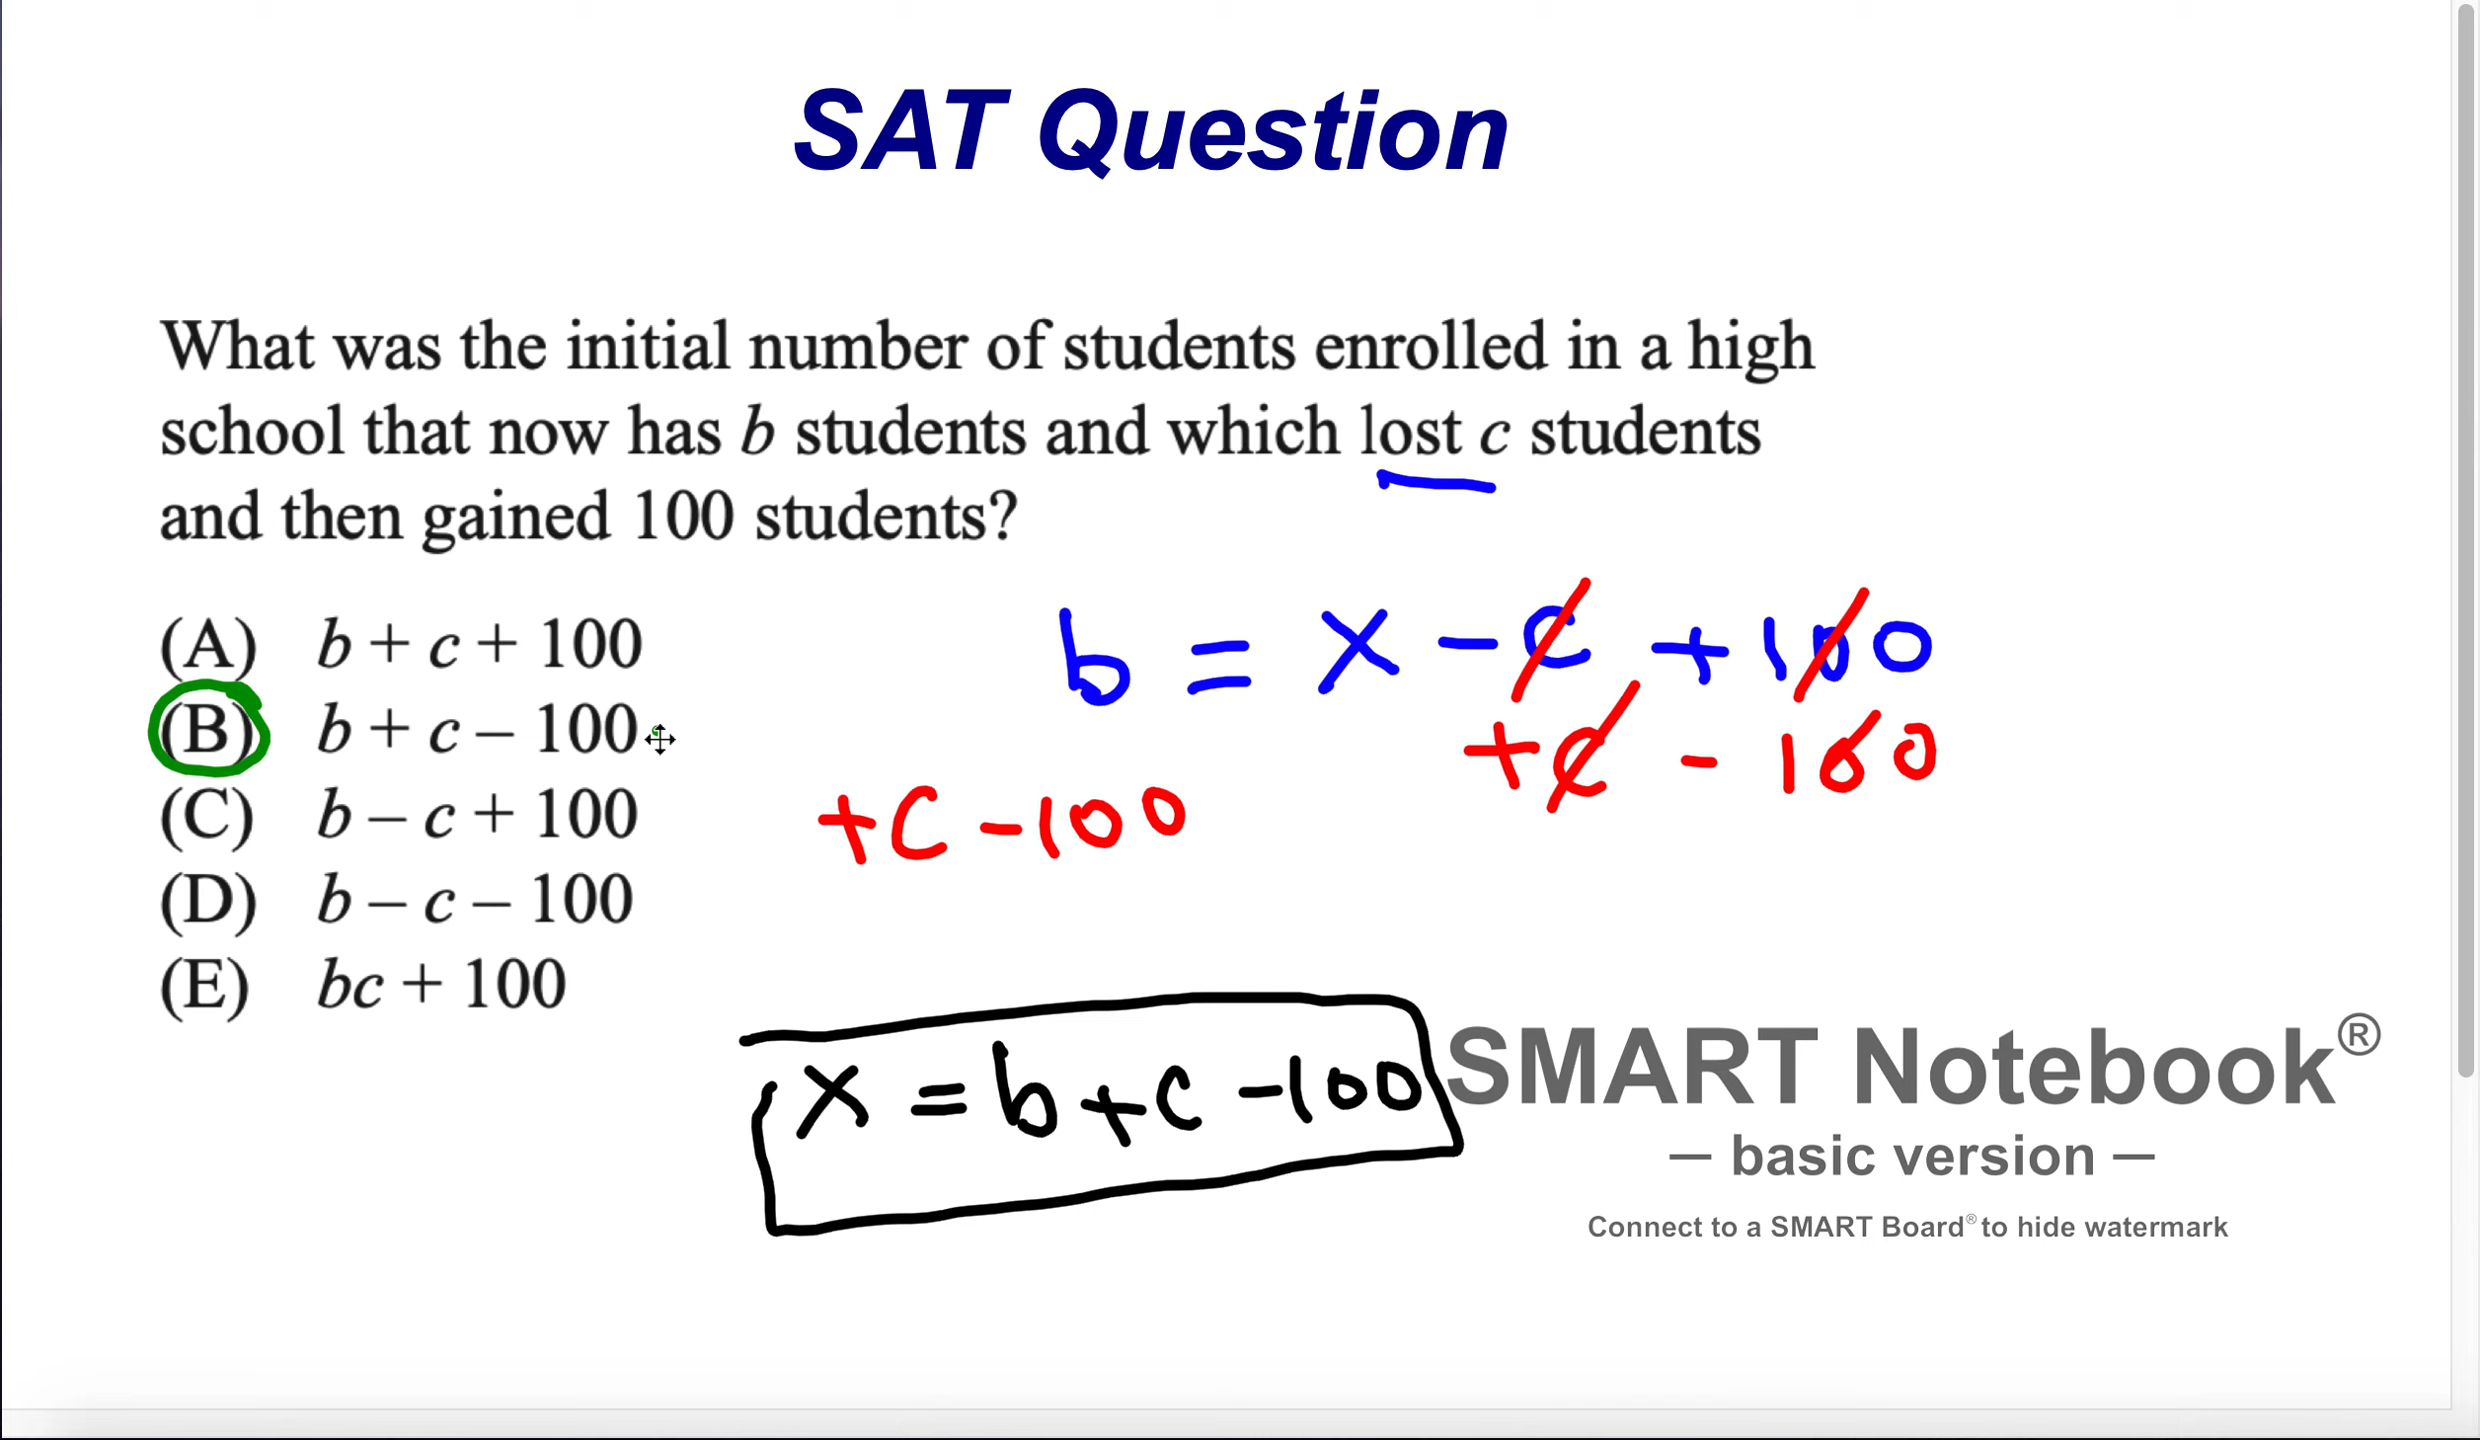 SAT Question
What was the initial number of students enrolled in a high
school that now has b students and which lost c students
and then gained 100 students?
(A) b + c + 100
(B) b + c – 100
(C) b – c + 100
(D) b – c – 100
(E) bc + 100
b = x - c + 100
+c - 100
+c - 100
x = b + c - 100
SMART Notebook®
— basic version —
Connect to a SMART Board® to hide watermark